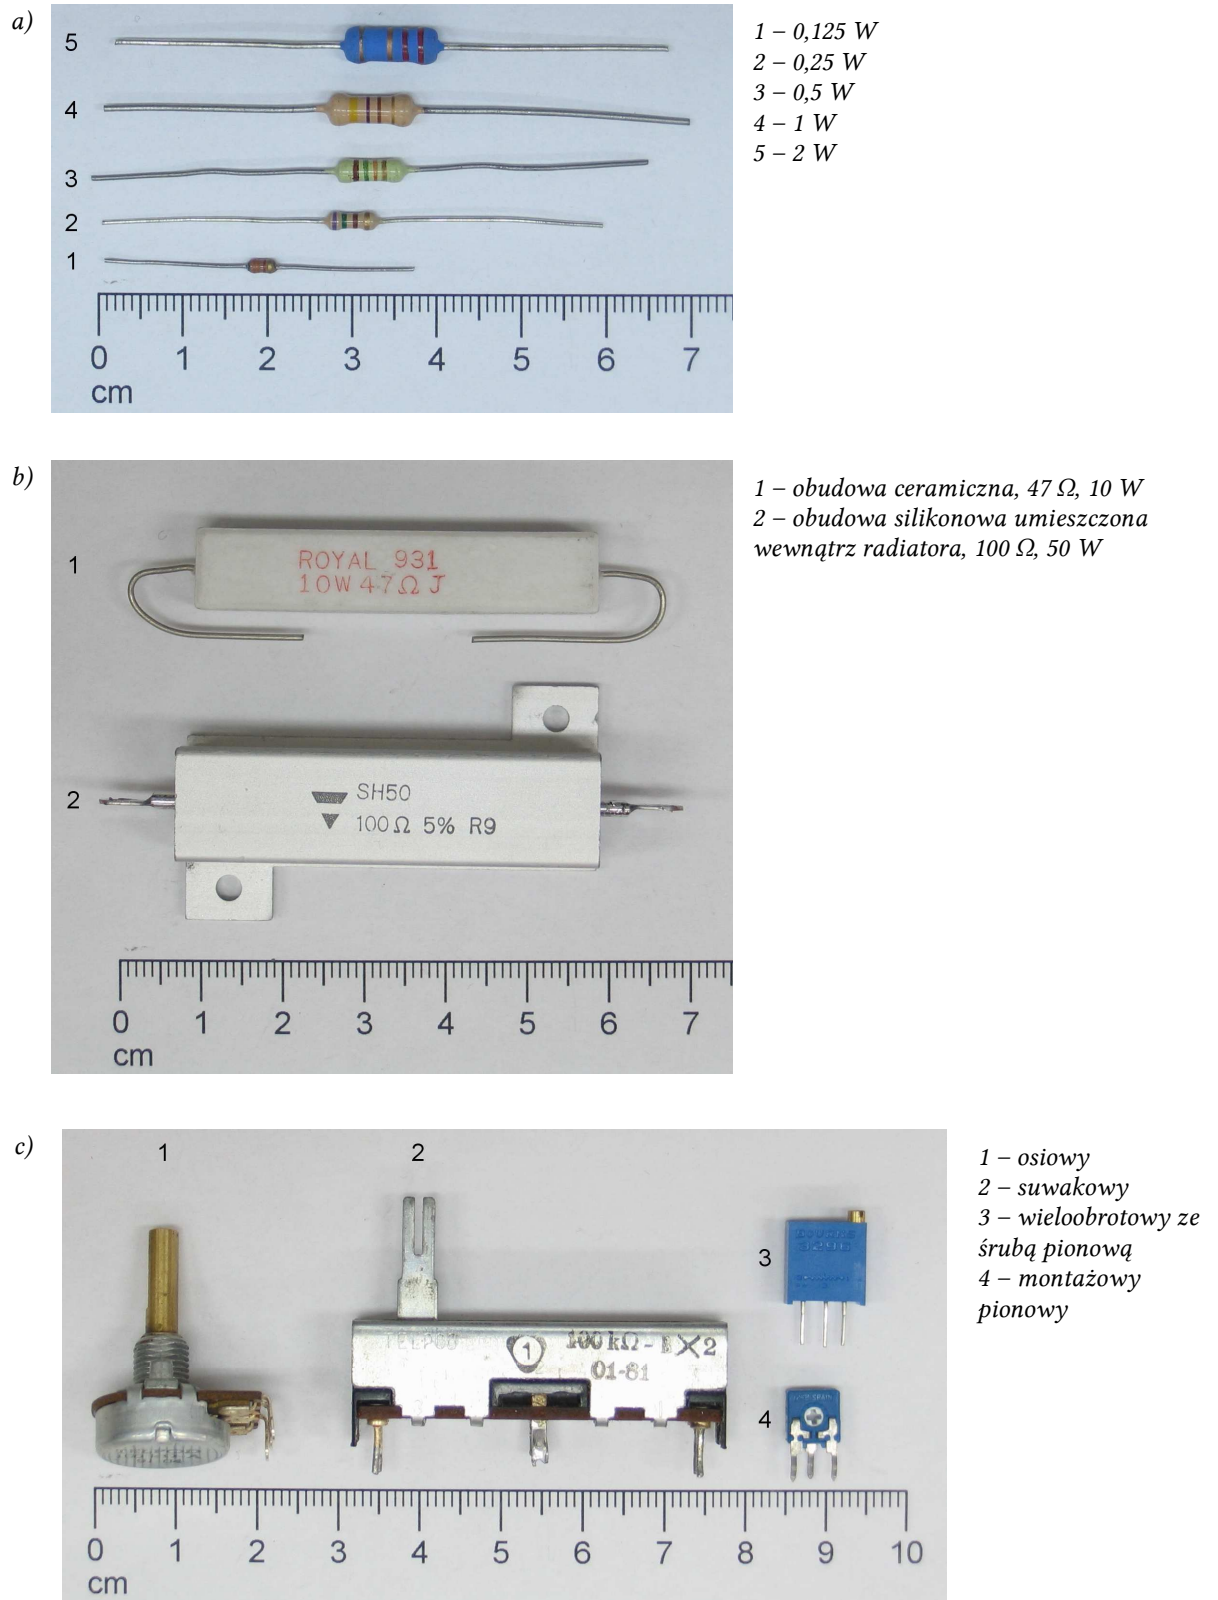 a)
5
4
3
2
1
0 1 2 3 4 5 6 7
cm
1 – 0,125 W
2 – 0,25 W
3 – 0,5 W
4 – 1 W
5 – 2 W
b)
1
ROYAL 931
10W 47Ω J
2
SH50
100Ω 5% R9
0 1 2 3 4 5 6 7
cm
1 – obudowa ceramiczna, 47 Ω, 10 W
2 – obudowa silikonowa umieszczona
wewnątrz radiatora, 100 Ω, 50 W
c)
1
2
3
BOURNS
3296
TELPOD
1
100 kΩ -
X2
01-81
4
0 1 2 3 4 5 6 7 8 9 10
cm
1 – osiowy
2 – suwakowy
3 – wieloobrotowy ze
śrubą pionową
4 – montażowy
pionowy